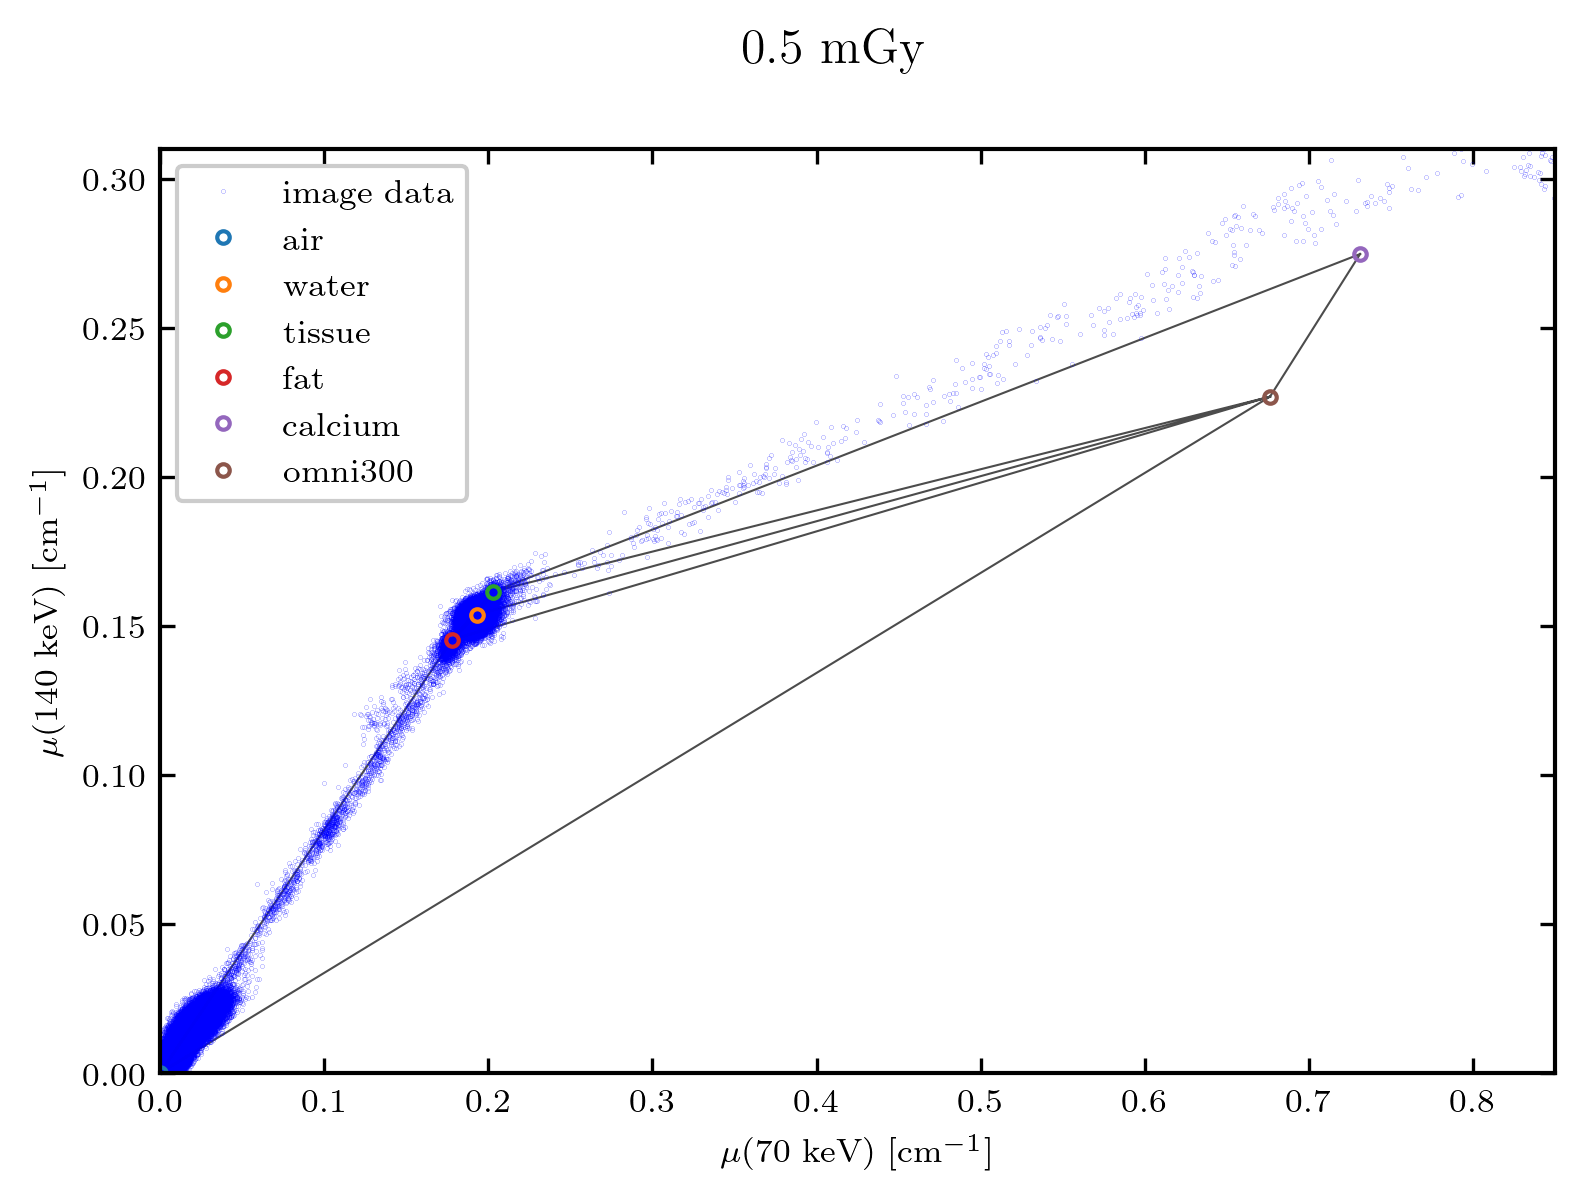 0.5 mGy
image data
air
water
tissue
fat
calcium
omni300
0.30
0.25
0.20
0.15
0.10
0.05
0.00
μ(140 keV) [cm⁻¹]
0.0 0.1 0.2 0.3 0.4 0.5 0.6 0.7 0.8
μ(70 keV) [cm⁻¹]